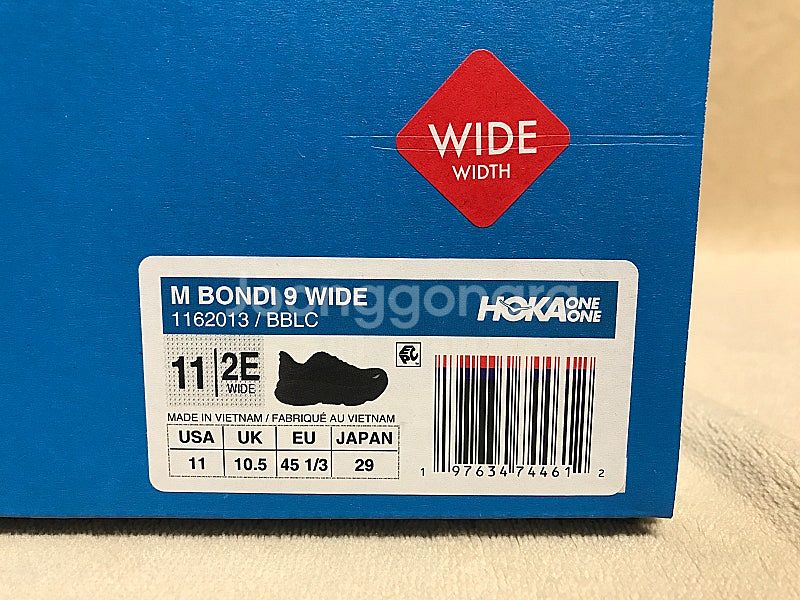 WIDE
WIDTH
M BONDI 9 WIDE
1162013 / BBLC
HOKA ONE ONE
joonggonara
11 2E WIDE
MADE IN VIETNAM / FABRIQUÉ AU VIETNAM
USA UK EU JAPAN
11 10.5 45 1/3 29
1 97634 74461 2